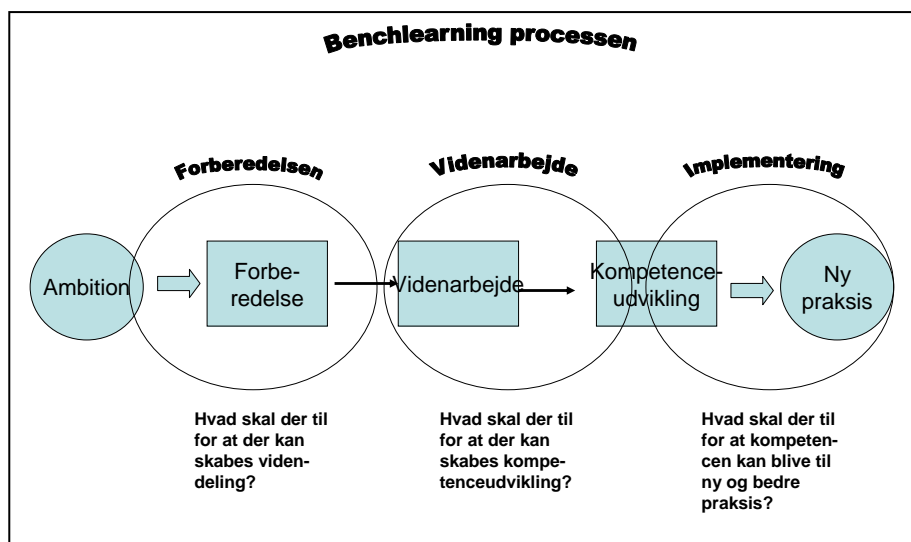 Benchlearning processen
Forberedelsen
Videnarbejde
Implementering
Ambition
Forbe-
redelse
Videnarbejde
Kompetence-
udvikling
Ny
praksis
Hvad skal der til
for at der kan
skabes viden-
deling?
Hvad skal der til
for at der kan
skabes kompe-
tenceudvikling?
Hvad skal der til
for at kompeten-
cen kan blive til
ny og bedre
praksis?